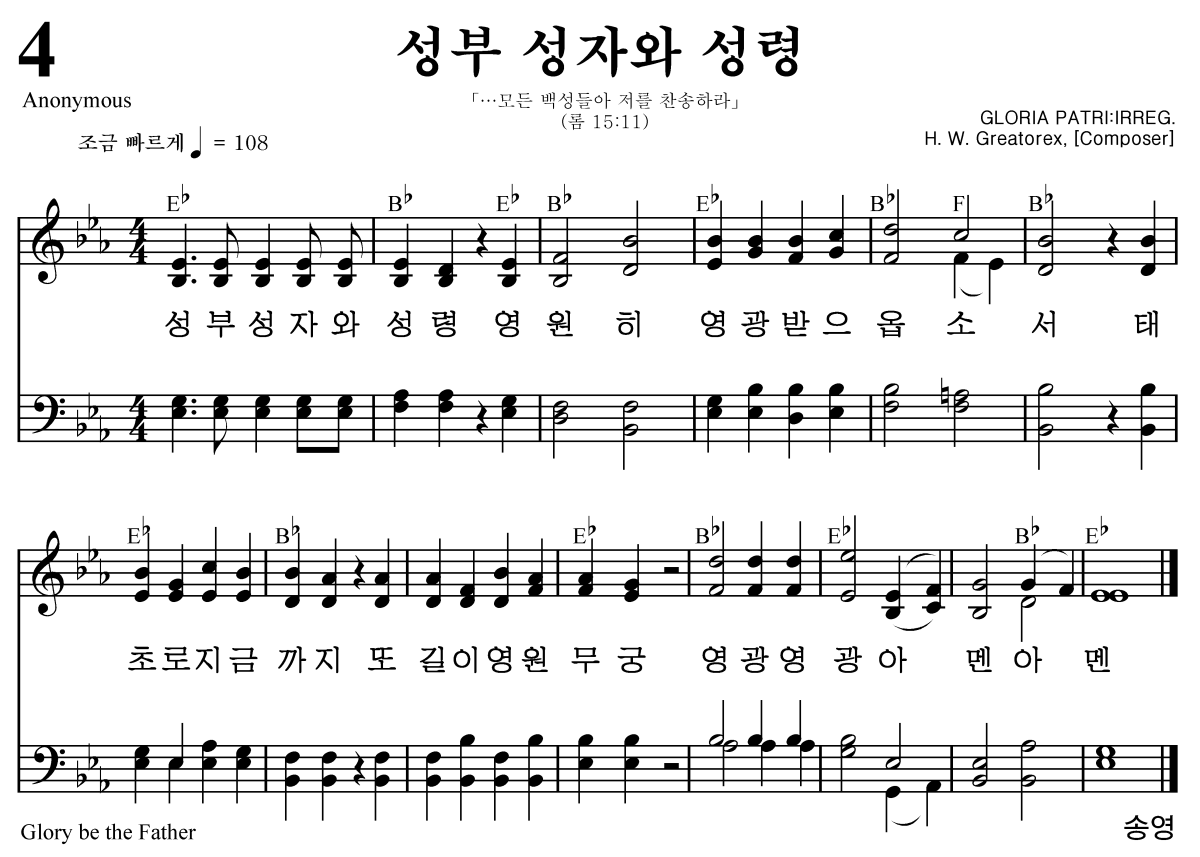 4
성부 성자와 성령
Anonymous
「…모든 백성들아 저를 찬송하라」
(롬 15:11)
GLORIA PATRI:IRREG.
H. W. Greatorex, [Composer]
조금 빠르게 ♩ = 108
E♭ B♭ E♭ B♭ E♭ B♭ F B♭
성 부 성 자 와 성 령 영 원 히 영 광 받 으 옵 소 서 태
E♭ B♭ E♭ B♭ E♭ B♭ E♭
초 로 지 금 까 지 또 길 이 영 원 무 궁 영 광 영 광 아 멘 아 멘
Glory be the Father
송영